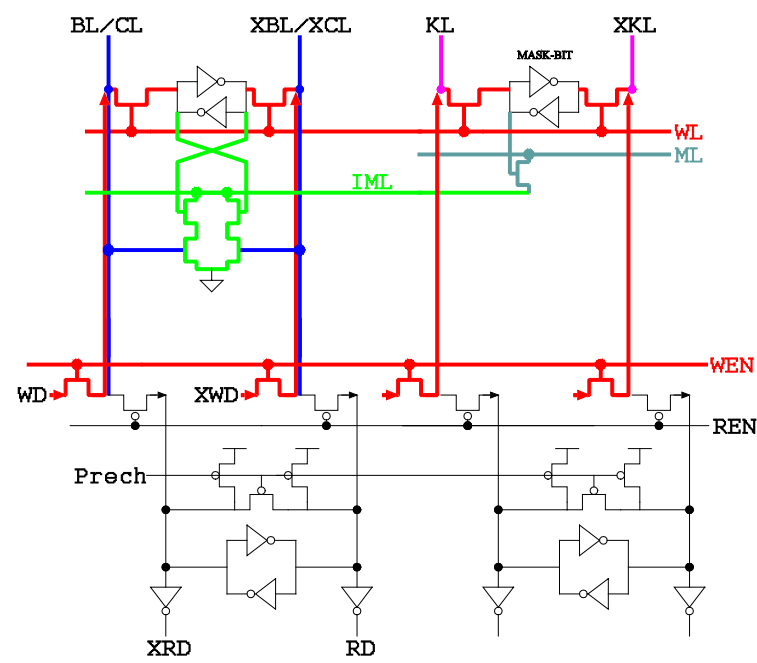 BL/CL XBL/XCL KL XKL
MASK-BIT
WL
ML
IML
WEN
WD XWD
REN
Prech
XRD RD